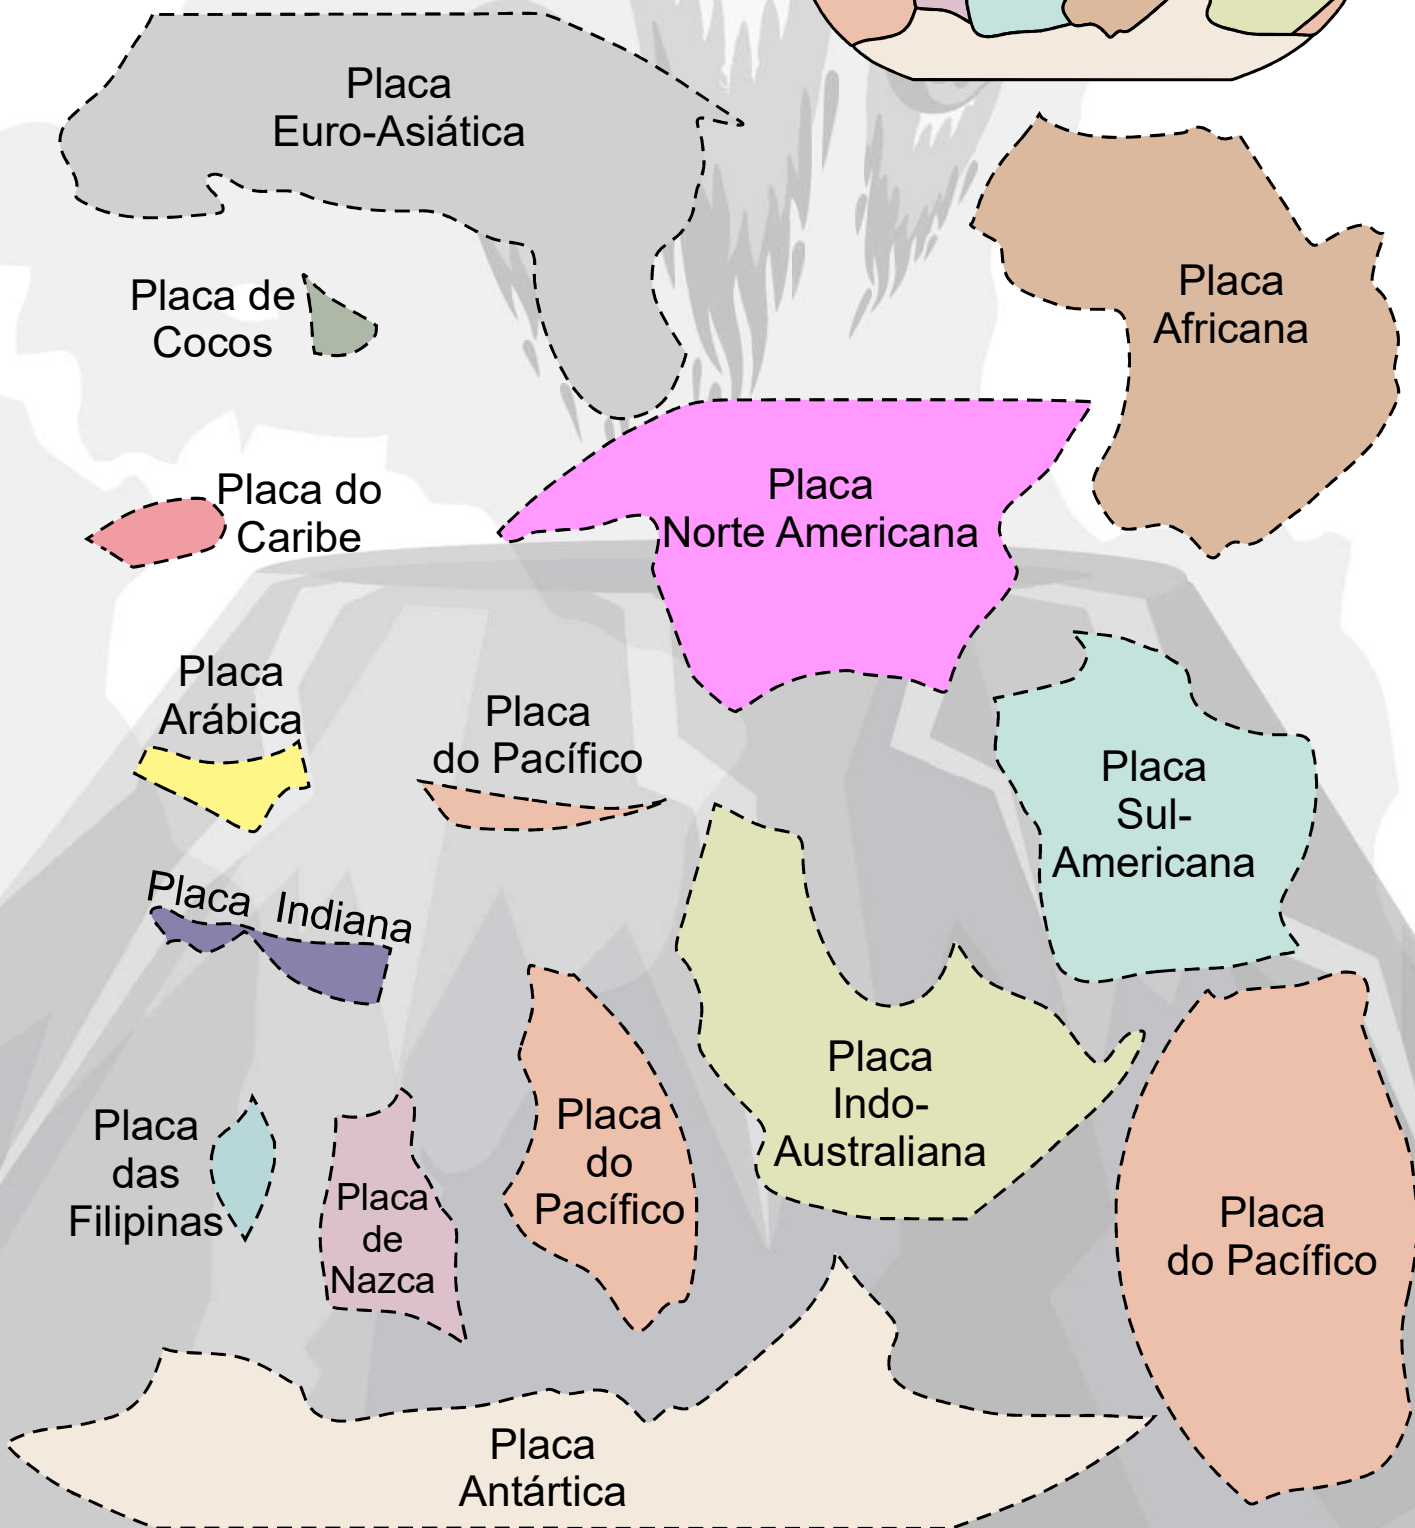 Placa
Euro-Asiática
Placa
Africana
Placa de
Cocos
Placa do
Caribe
Placa
Norte Americana
Placa
Arábica
Placa
do Pacífico
Placa
Sul-
Americana
Placa Indiana
Placa
Indo-
Australiana
Placa
das
Filipinas
Placa
de
Nazca
Placa
do
Pacífico
Placa
do Pacífico
Placa
Antártica